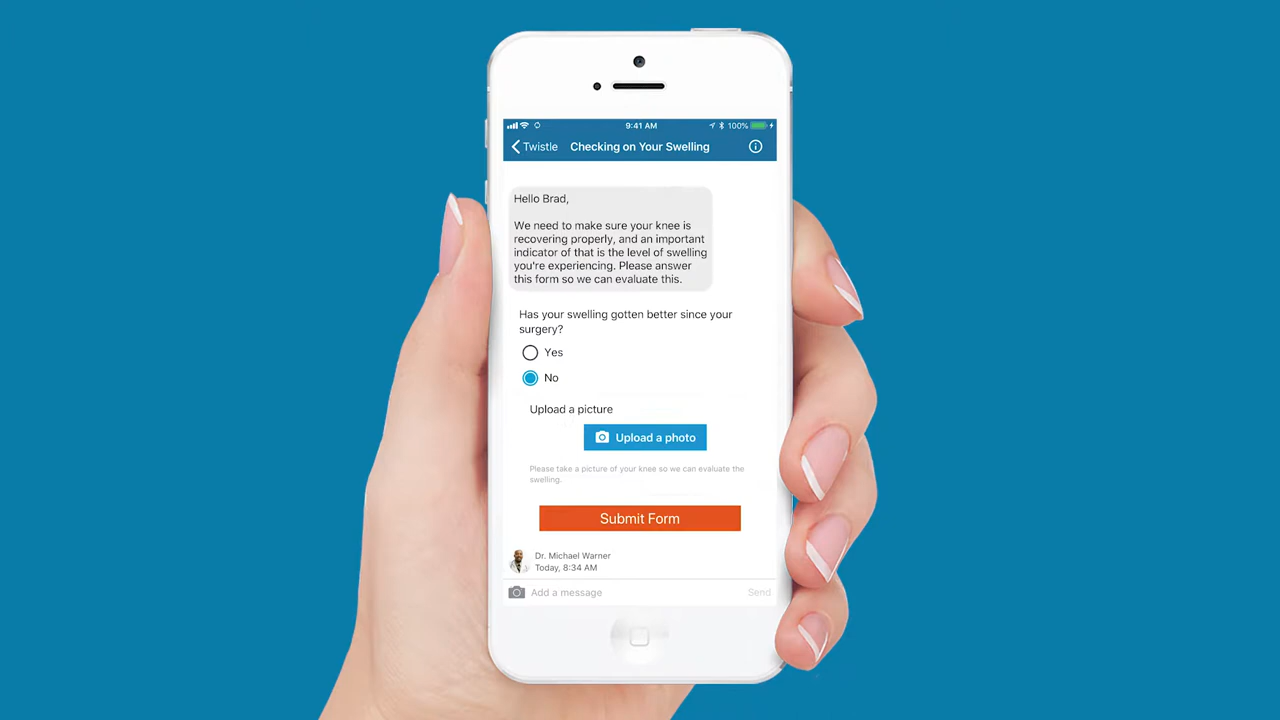 9:41 AM
100%
Twistle
Checking on Your Swelling
Hello Brad,
We need to make sure your knee is
recovering properly, and an important
indicator of that is the level of swelling
you're experiencing. Please answer
this form so we can evaluate this.
Has your swelling gotten better since your
surgery?
Yes
No
Upload a picture
Upload a photo
Please take a picture of your knee so we can evaluate the
swelling.
Submit Form
Dr. Michael Warner
Today, 8:34 AM
Add a message
Send